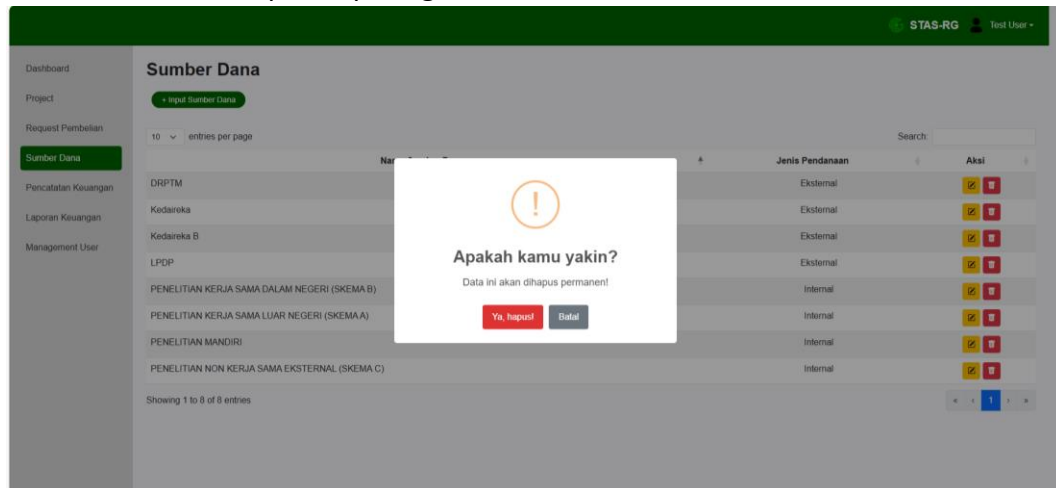 STAS-RG Test User
Dashboard
Project
Request Pembelian
Sumber Dana
Pencatatan Keuangan
Laporan Keuangan
Management User
Sumber Dana
+ Input Sumber Dana
10 entries per page Search:
Jenis Pendanaan Aksi
DRPTM Eksternal
Kedaireka Eksternal
Kedaireka B Eksternal
LPDP Eksternal
PENELITIAN KERJA SAMA DALAM NEGERI (SKEMA B) Internal
PENELITIAN KERJA SAMA LUAR NEGERI (SKEMA A) Internal
PENELITIAN MANDIRI Internal
PENELITIAN NON KERJA SAMA EKSTERNAL (SKEMA C) Internal
Showing 1 to 8 of 8 entries « ‹ 1 › »
!
Apakah kamu yakin?
Data ini akan dihapus permanen!
Ya, hapus! Batal